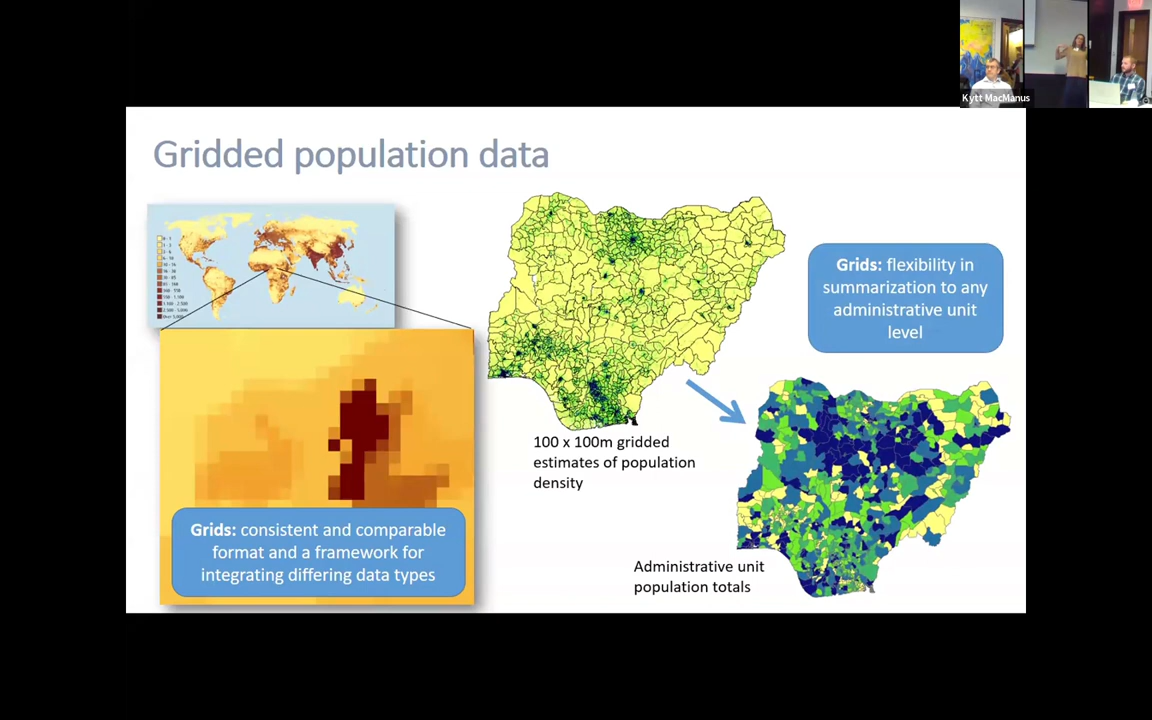 Kytt MacManus
Gridded population data
Grids: flexibility in
summarization to any
administrative unit
level
100 x 100m gridded
estimates of population
density
Grids: consistent and comparable
format and a framework for
integrating differing data types
Administrative unit
population totals